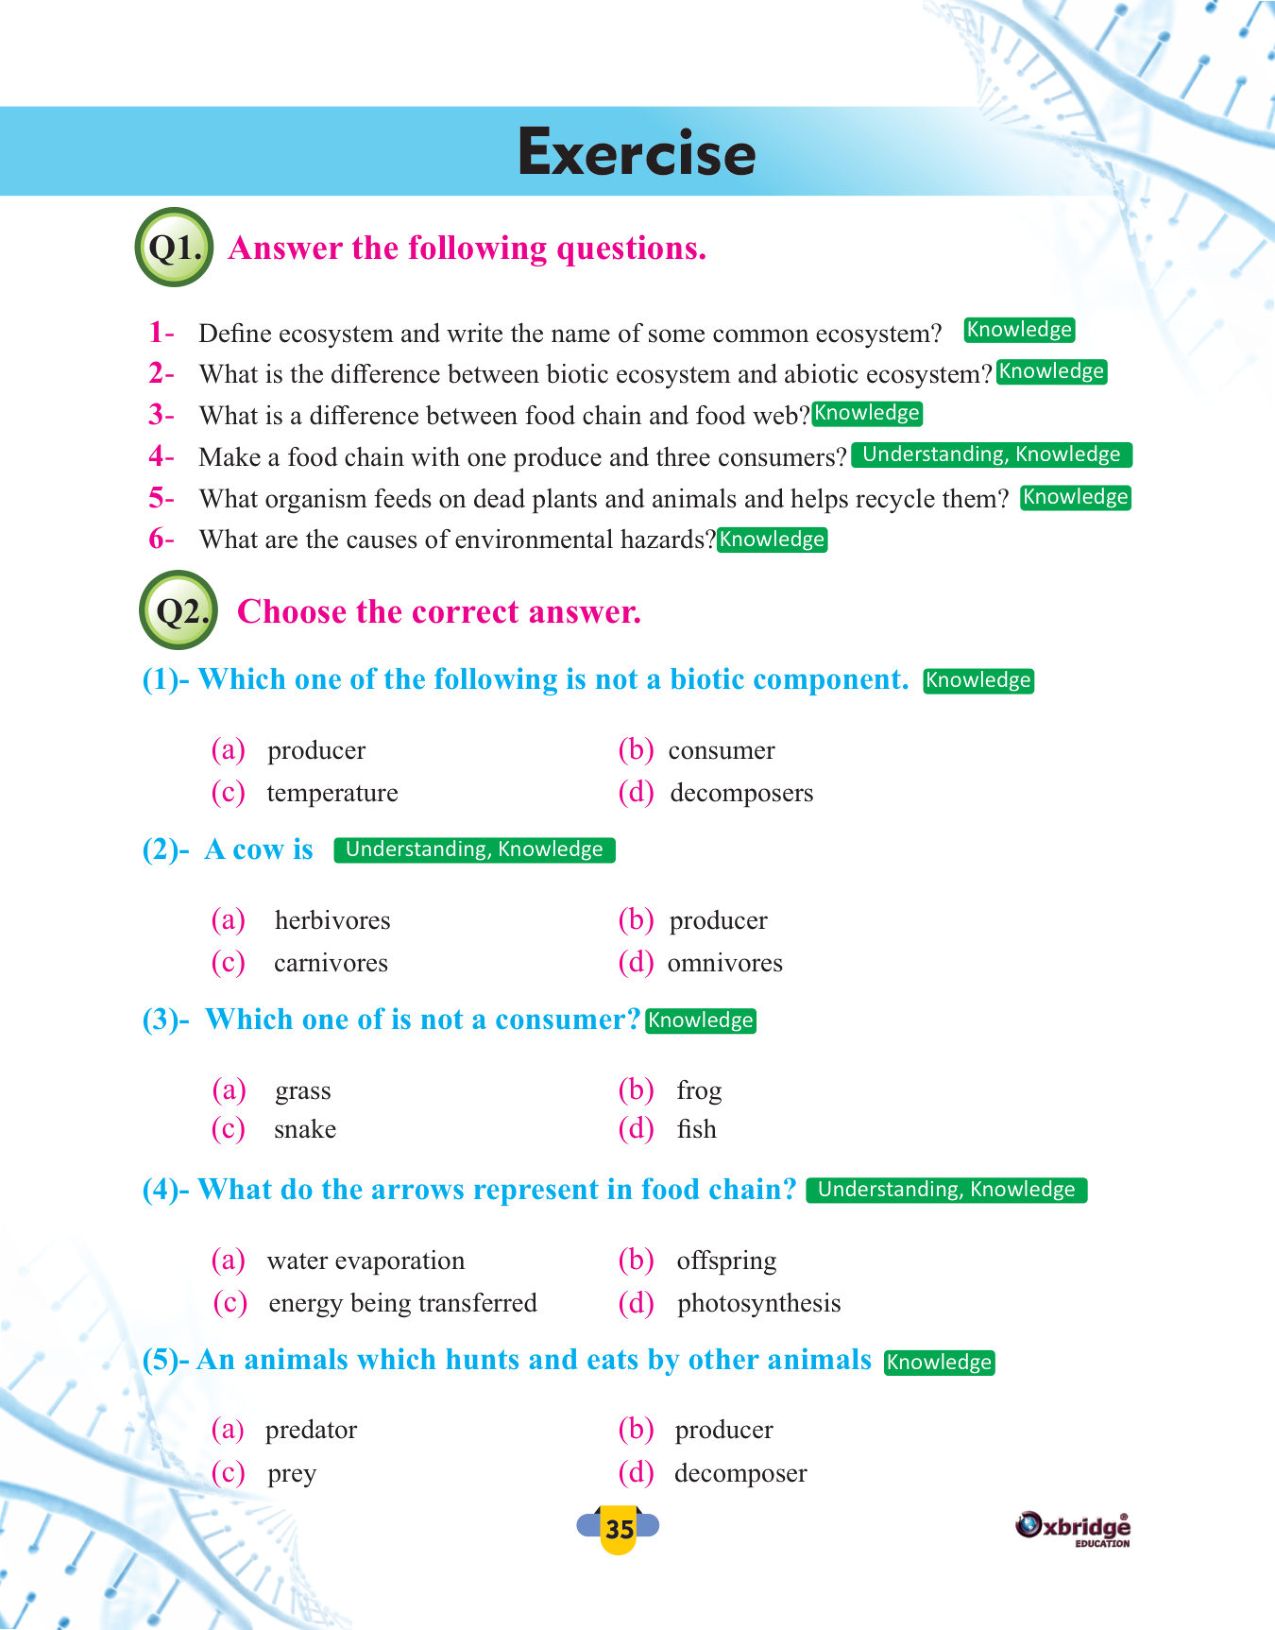 Exercise
Q1. Answer the following questions.
1- Define ecosystem and write the name of some common ecosystem? Knowledge
2- What is the difference between biotic ecosystem and abiotic ecosystem? Knowledge
3- What is a difference between food chain and food web? Knowledge
4- Make a food chain with one produce and three consumers? Understanding, Knowledge
5- What organism feeds on dead plants and animals and helps recycle them? Knowledge
6- What are the causes of environmental hazards? Knowledge
Q2. Choose the correct answer.
(1)- Which one of the following is not a biotic component. Knowledge
(a) producer (b) consumer
(c) temperature (d) decomposers
(2)- A cow is Understanding, Knowledge
(a) herbivores (b) producer
(c) carnivores (d) omnivores
(3)- Which one of is not a consumer? Knowledge
(a) grass (b) frog
(c) snake (d) fish
(4)- What do the arrows represent in food chain? Understanding, Knowledge
(a) water evaporation (b) offspring
(c) energy being transferred (d) photosynthesis
(5)- An animals which hunts and eats by other animals Knowledge
(a) predator (b) producer
(c) prey (d) decomposer
35
Oxbridge®
EDUCATION